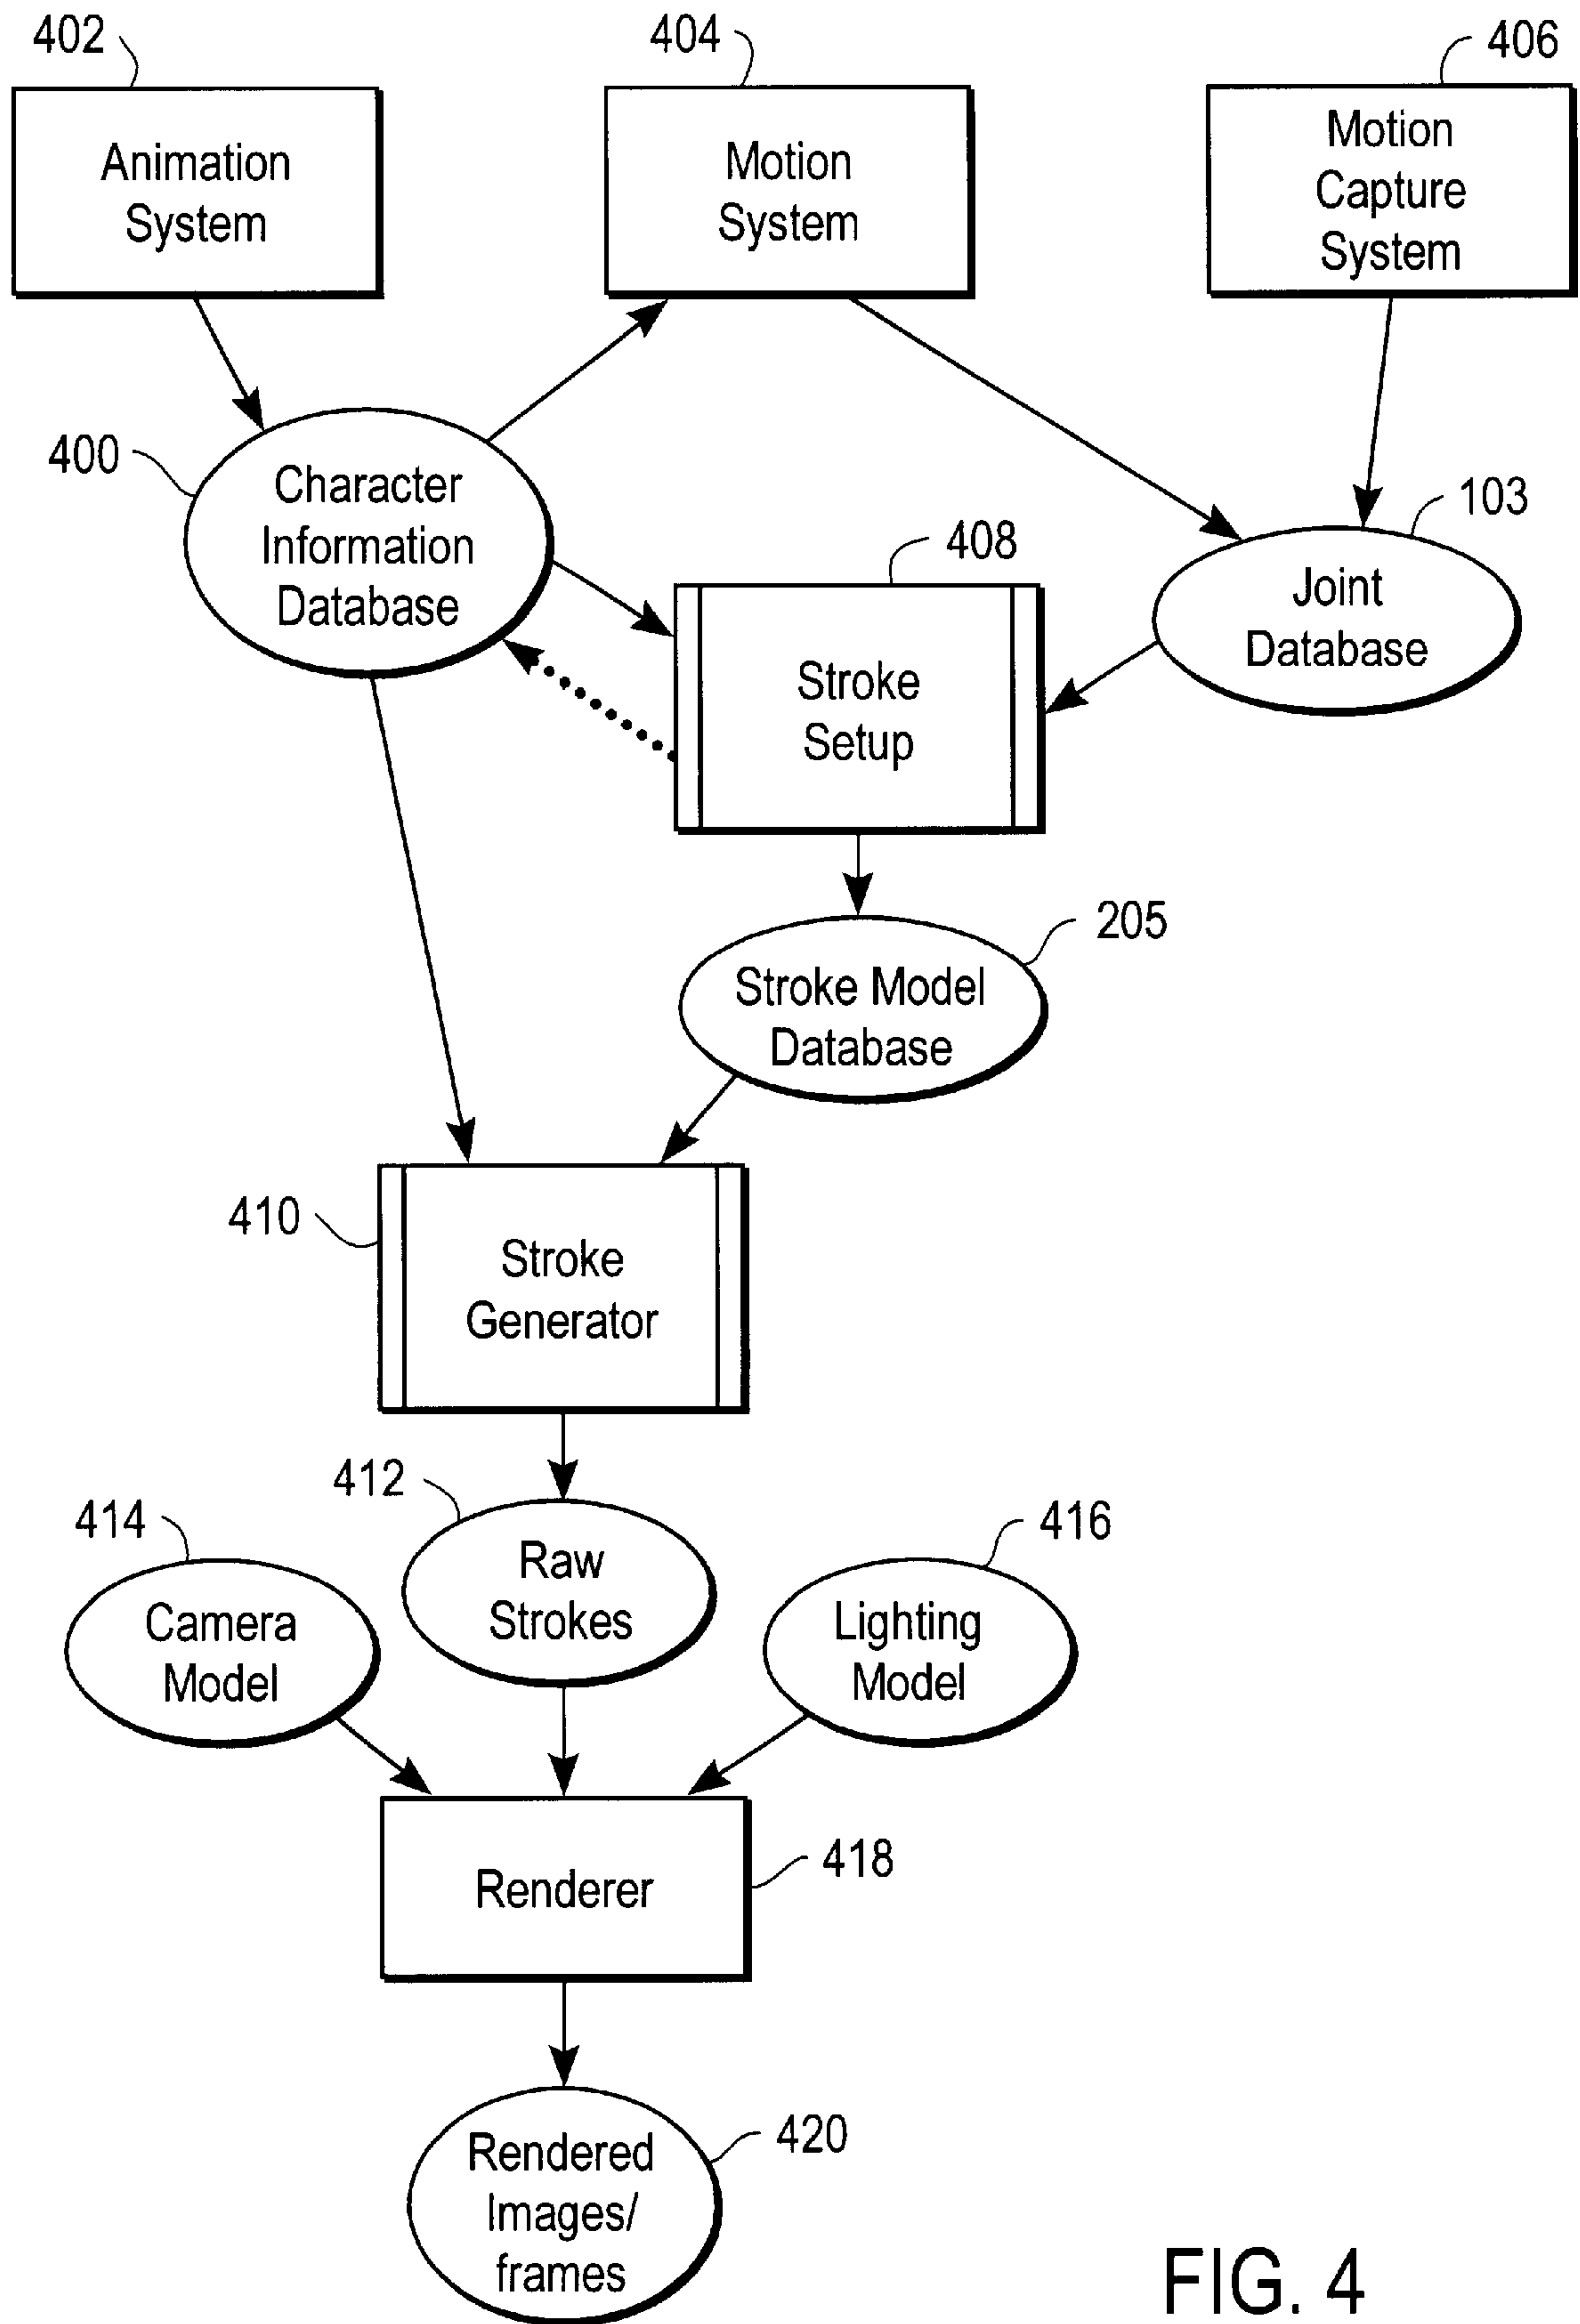 402
404
406
Animation
System
Motion
System
Motion
Capture
System
400
Character
Information
Database
408
103
Joint
Database
Stroke
Setup
205
Stroke Model
Database
410
Stroke
Generator
412
414
416
Raw
Strokes
Camera
Model
Lighting
Model
418
Renderer
420
Rendered
Images/
frames
FIG. 4